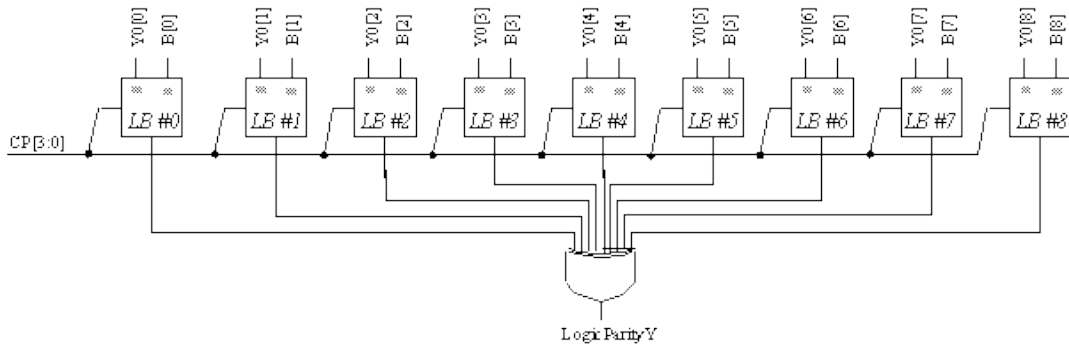 Y0[0] B[0] Y0[1] B[1] Y0[2] B[2] Y0[3] B[3] Y0[4] B[4] Y0[5] B[5] Y0[6] B[6] Y0[7] B[7] Y0[8] B[8]
LB #0 LB #1 LB #2 LB #3 LB #4 LB #5 LB #6 LB #7 LB #8
CP[3:0]
Logic Parity Y